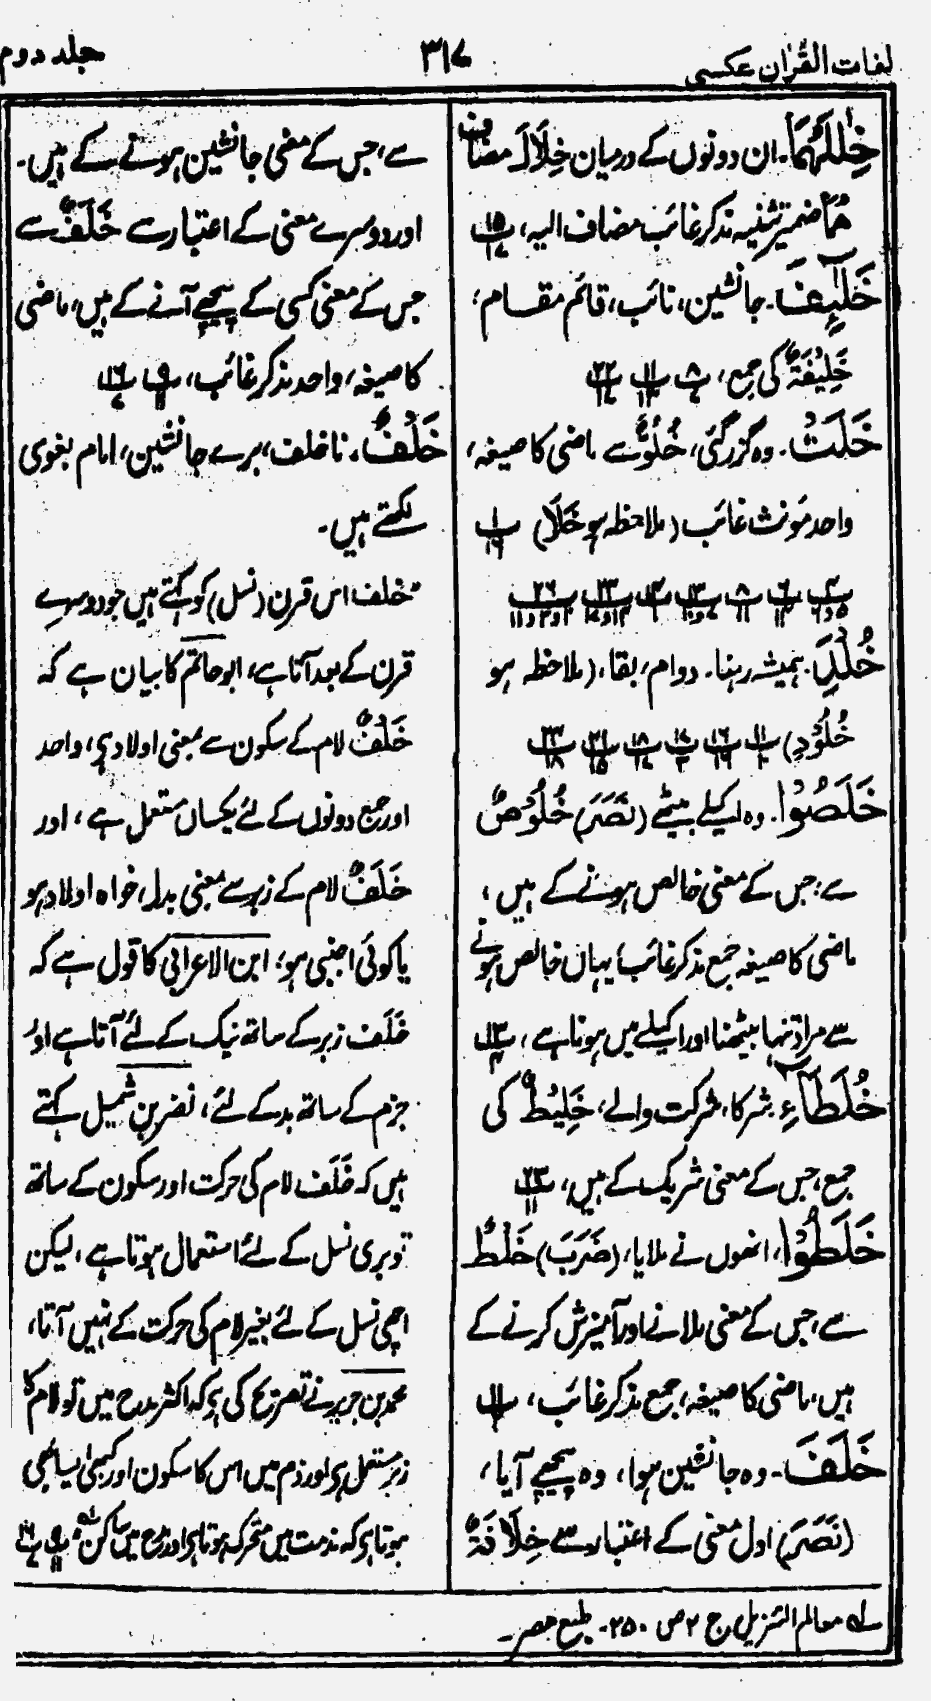 لغات القرآن عکسی
۳۱۷
جلد دوم
خِلٰلَهُمَا۔ ان دونوں کے درمیان خِلَالَ مضاف
هُمَا ضمیر تثنیہ مذکر غائب مضاف الیہ،
خَلٰٓئِفَ۔ جانشین، نائب، قائم مقام،
خَلِیْفَۃٌ کی جمع،
خَلَتْ۔ وہ گزر گئی، خُلُوٌّ سے ماضی کا صیغہ،
واحد مونث غائب (ملاحظہ ہو خَلَا)
خُلْدِ۔ ہمیشہ رہنا۔ دوام، بقا، (ملاحظہ ہو
خُلُوْدِ)
خَلَصُوْا۔ وہ اکیلے بیٹھے (نَصَرَ) خُلُوْصٌ
سے، جس کے معنی خالص ہونے کے ہیں،
ماضی کا صیغہ جمع مذکر غائب، یہاں خالص ہونے
سے مراد تنہا بیٹھنا اور اکیلے میں ہونا ہے،
خُلَطَآءِ شرکا، شرکت والے، خَلِیْطٌ کی
جمع، جس کے معنی شریک کے ہیں،
خَلَطُوْا، انھوں نے ملایا، (ضَرَبَ) خَلْطٌ
سے، جس کے معنی ملانے اور آمیزش کرنے کے
ہیں، ماضی کا صیغہ، جمع مذکر غائب،
خَلَفَ۔ وہ جانشین ہوا، وہ پیچھے آیا،
(نَصَرَ) اول معنی کے اعتبار سے خِلَافَۃٌ
سے، جس کے معنی جانشین ہونے کے ہیں۔
اور دوسرے معنی کے اعتبار سے خَلَفٌ سے
جس کے معنی کسی کے پیچھے آنے کے ہیں، ماضی
کا صیغہ، واحد مذکر غائب،
خَلْفٌ۔ ناخلف، برے جانشین، امام بغوی
لکھتے ہیں۔
خلف اس قرن (نسل) کو کہتے ہیں جو دوسرے
قرن کے بعد آتا ہے، ابو حاتم کا بیان ہے کہ
خَلْفٌ لام کے سکون سے بمعنی اولاد ہے، واحد
اور جمع دونوں کے لئے یکساں مستعمل ہے، اور
خَلَفٌ لام کے زبر سے بمعنی بدل، خواہ اولاد ہو
یا کوئی اجنبی ہو، ابن الاعرابی کا قول ہے کہ
خَلَف زبر کے ساتھ نیک کے لئے آتا ہے اور
جزم کے ساتھ بد کے لئے، نضر بن شمیل کہتے
ہیں کہ خَلَف لام کی حرکت اور سکون کے ساتھ
تو بری نسل کے لئے استعمال ہوتا ہے، لیکن
اچھی نسل کے لئے بغیر لام کی حرکت کے نہیں آتا،
محمد بن جریر نے تصریح کی ہے کہ اکثر مدح میں تو لام کا
زبر مستعمل ہے اور ذم میں اس کا سکون اور کبھی ایسا بھی
ہوتا ہے کہ مذمت میں متحرک ہوتا ہے اور مدح میں ساکن
لہ معالم التنزیل ج ۲ ص ۲۵۰۔ طبع مصر۔